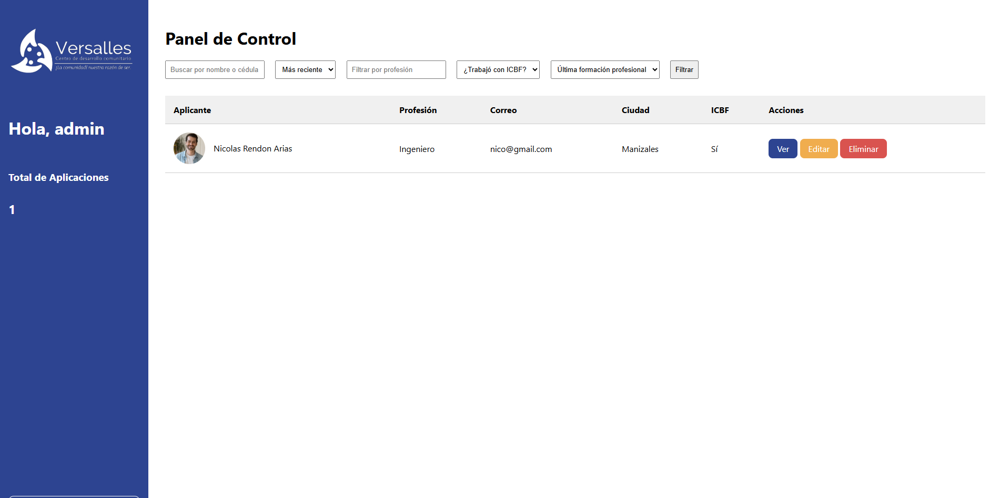 Versalles
Centro de desarrollo comunitario
¡La comunidad! nuestra razón de ser.
Hola, admin
Total de Aplicaciones
1
Panel de Control
Buscar por nombre o cédula Más reciente Filtrar por profesión ¿Trabajó con ICBF? Última formación profesional Filtrar
Aplicante Profesión Correo Ciudad ICBF Acciones
Nicolas Rendon Arias Ingeniero nico@gmail.com Manizales Sí Ver Editar Eliminar